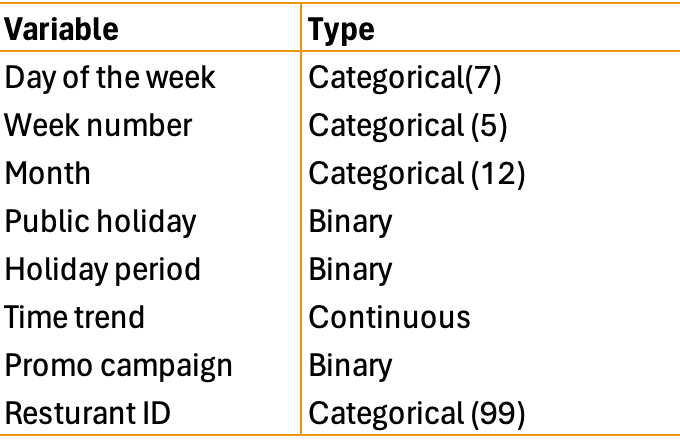 Variable Type
Day of the week Categorical(7)
Week number Categorical (5)
Month Categorical (12)
Public holiday Binary
Holiday period Binary
Time trend Continuous
Promo campaign Binary
Resturant ID Categorical (99)